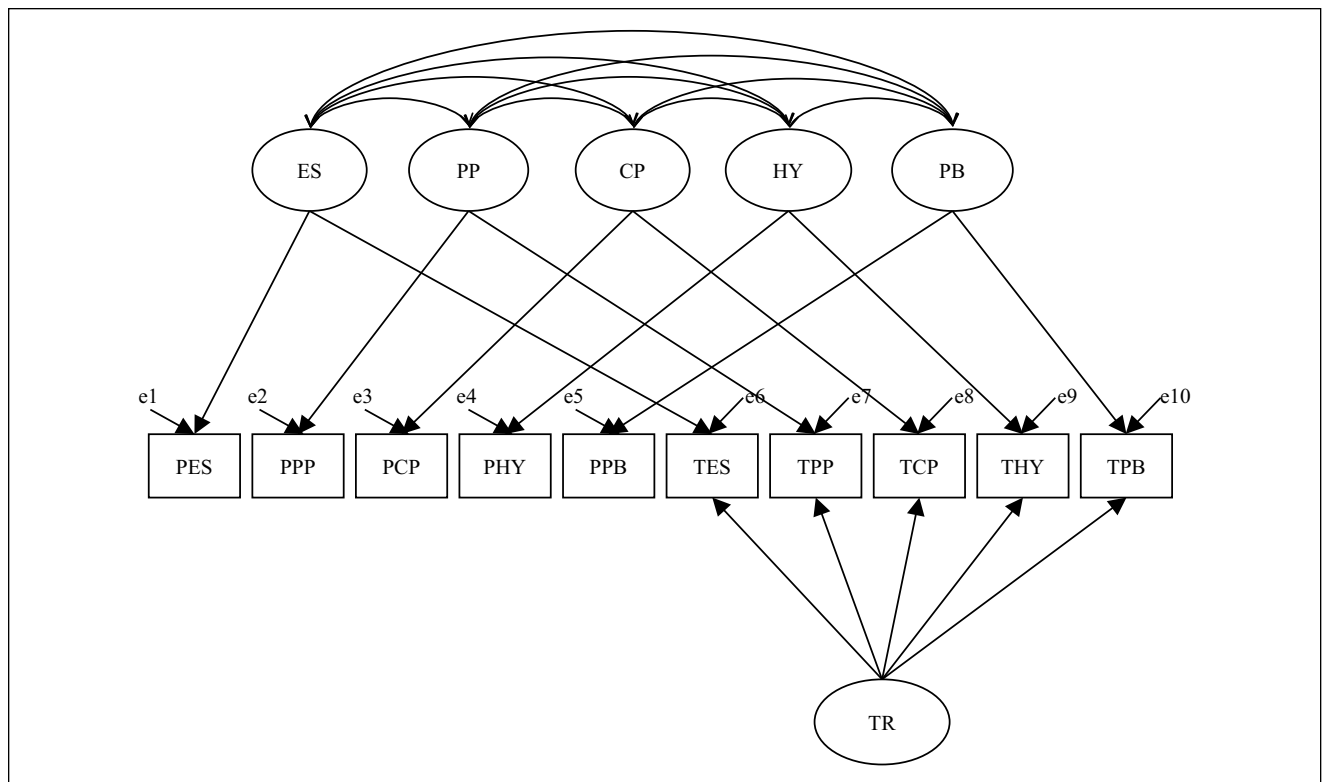 ES PP CP HY PB
e1 e2 e3 e4 e5 e6 e7 e8 e9 e10
PES PPP PCP PHY PPB TES TPP TCP THY TPB
TR